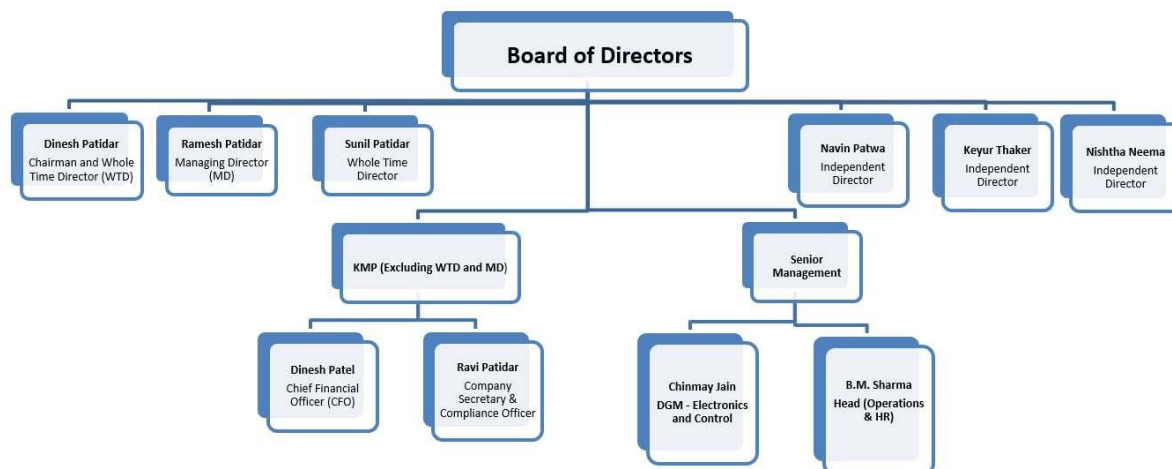 Board of Directors
Dinesh Patidar
Chairman and Whole
Time Director (WTD)
Ramesh Patidar
Managing Director
(MD)
Sunil Patidar
Whole Time
Director
Navin Patwa
Independent
Director
Keyur Thaker
Independent
Director
Nishtha Neema
Independent
Director
KMP (Excluding WTD and MD)
Senior
Management
Dinesh Patel
Chief Financial
Officer (CFO)
Ravi Patidar
Company
Secretary &
Compliance Officer
Chinmay Jain
DGM - Electronics
and Control
B.M. Sharma
Head (Operations
& HR)